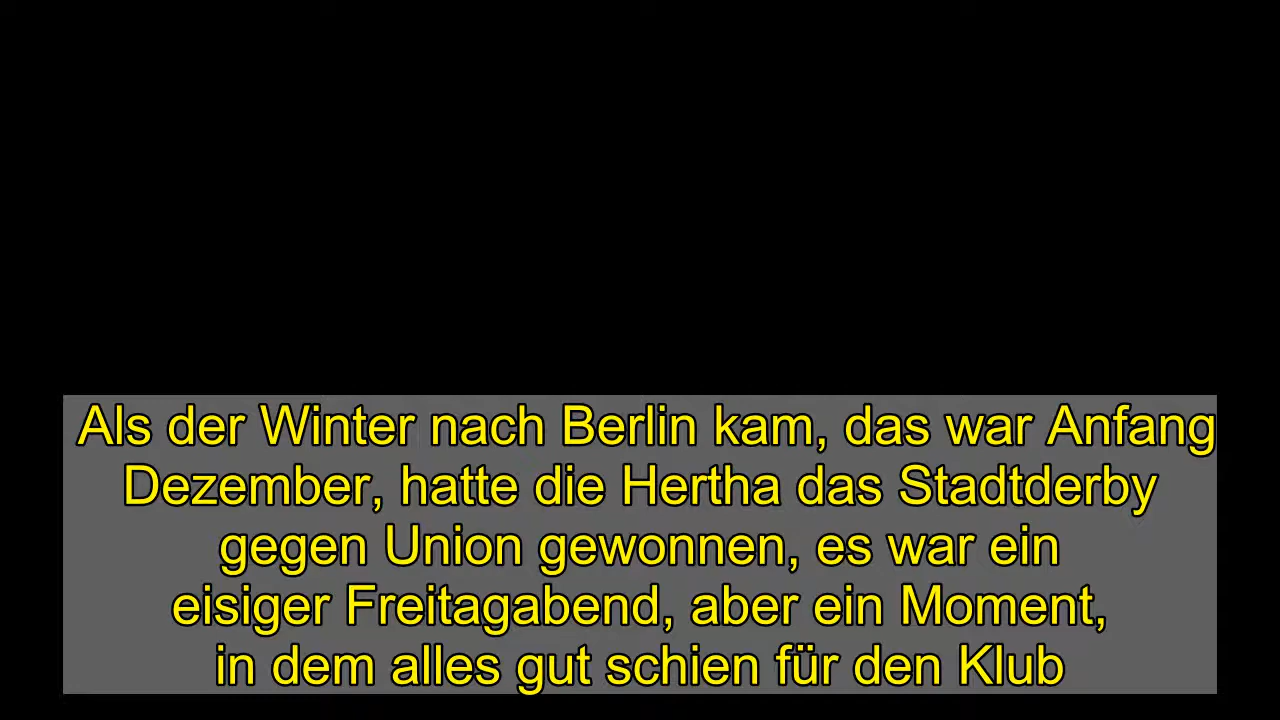 Als der Winter nach Berlin kam, das war Anfang
Dezember, hatte die Hertha das Stadtderby
gegen Union gewonnen, es war ein
eisiger Freitagabend, aber ein Moment,
in dem alles gut schien für den Klub